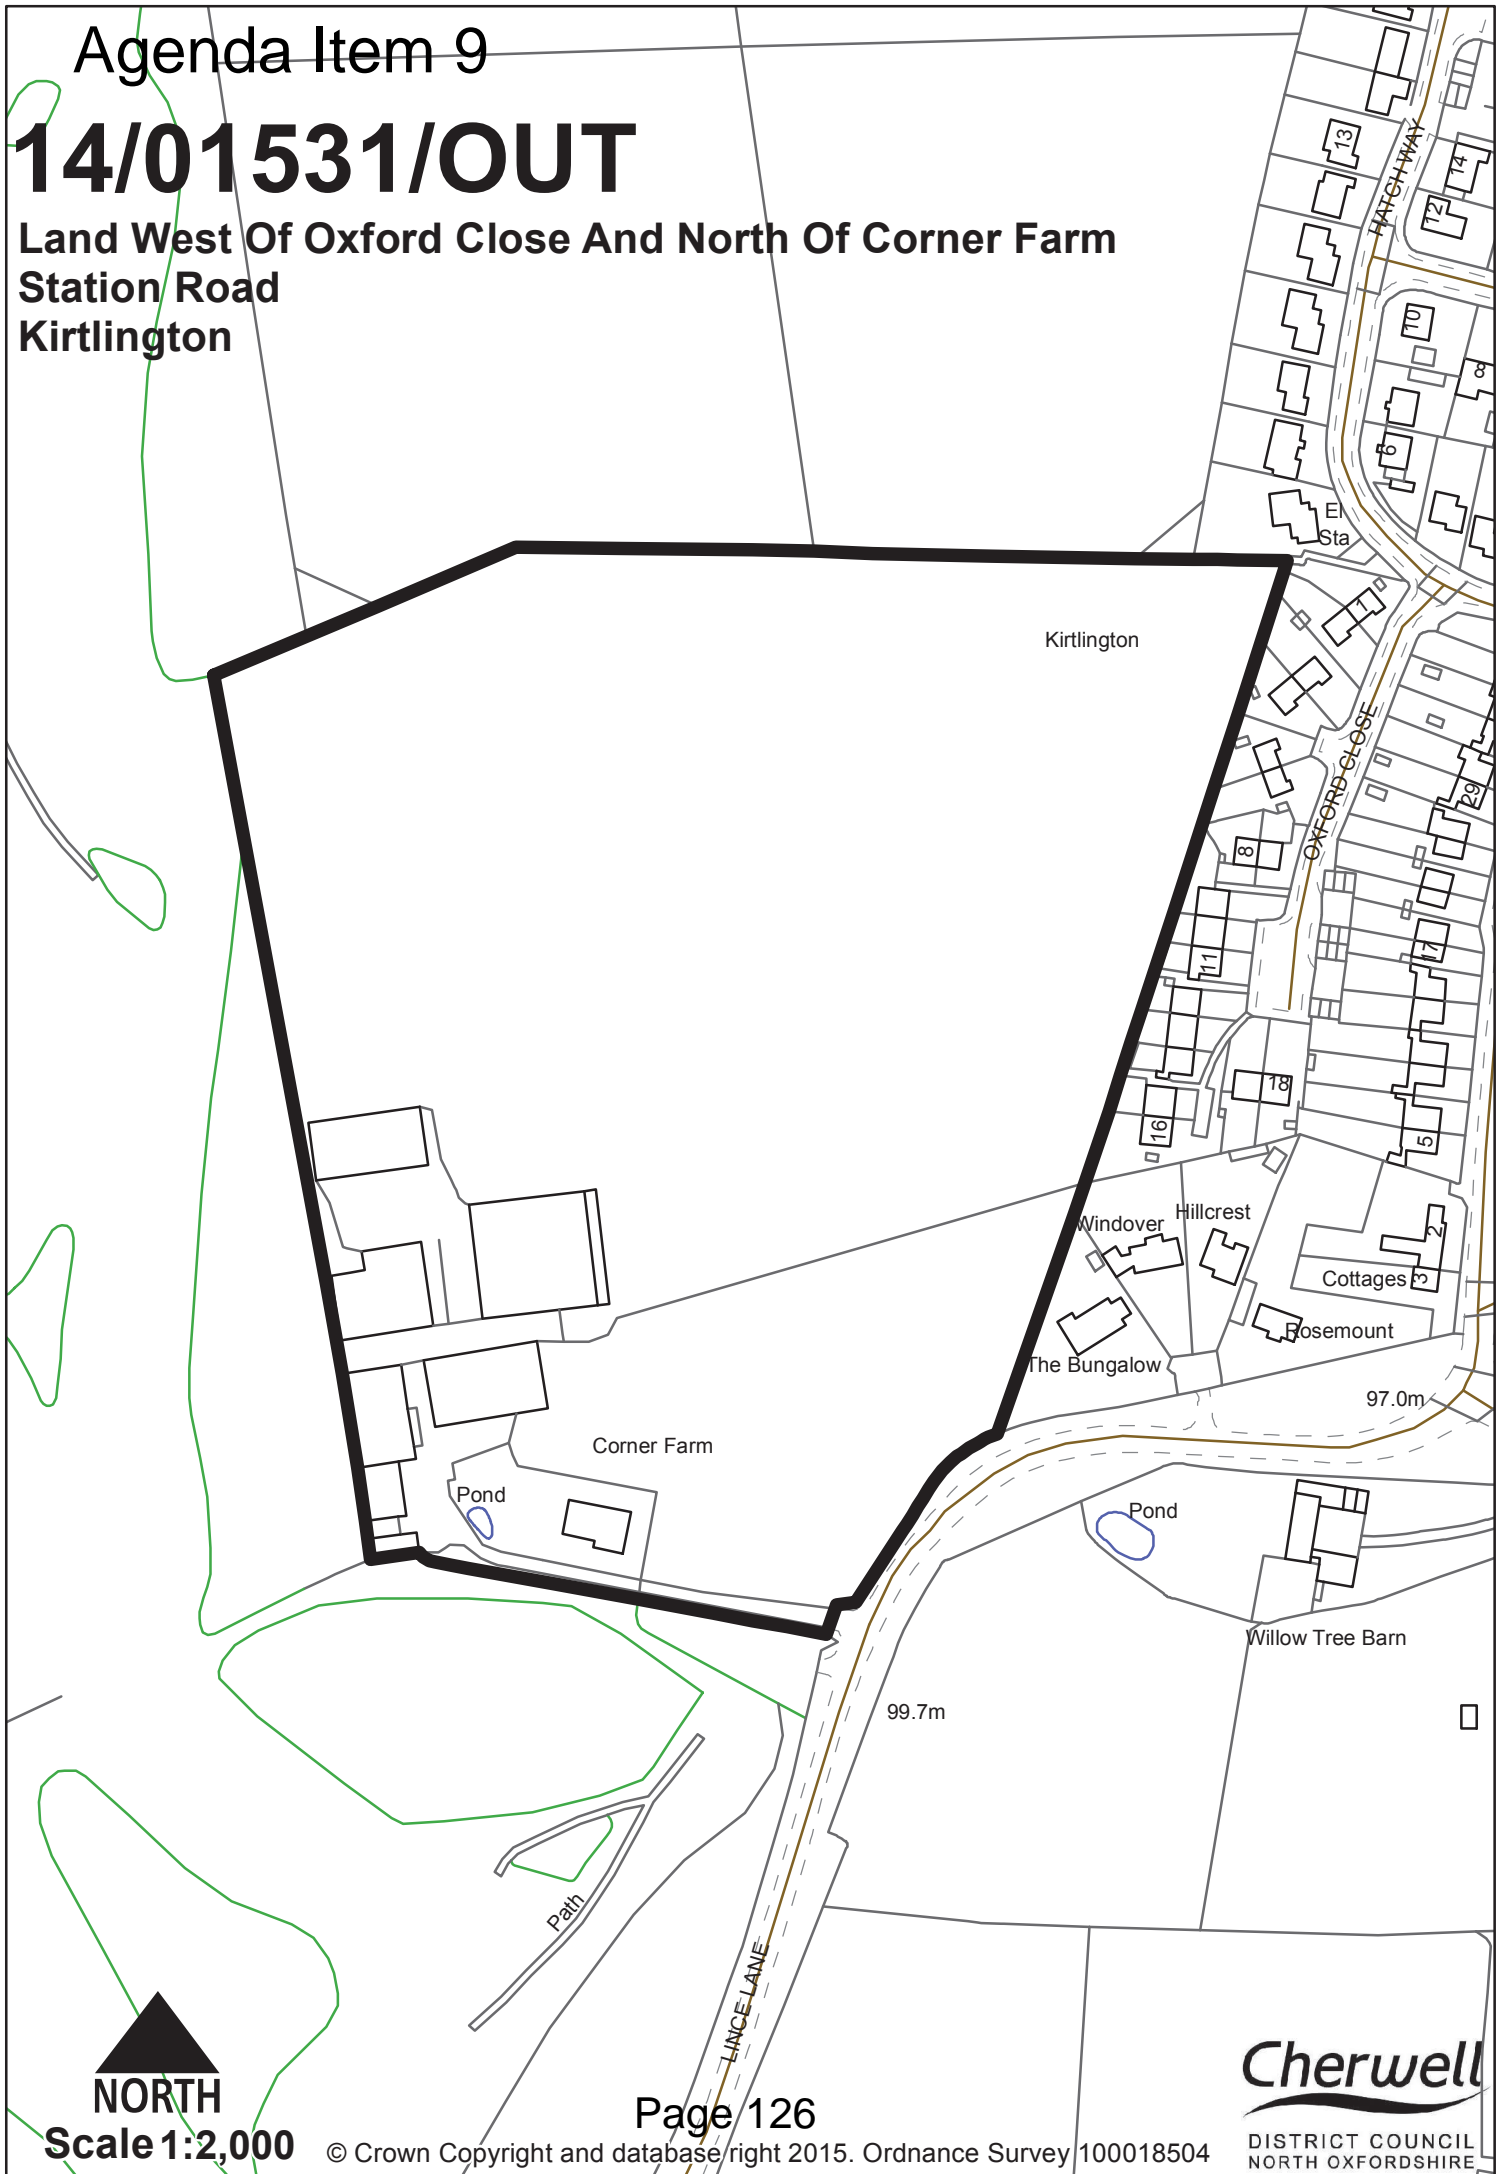 Agenda Item 9
14/01531/OUT
Land West Of Oxford Close And North Of Corner Farm
Station Road
Kirtlington
HATCH WAY
13
14
12
10
8
6
El
Sta
Kirtlington
1
OXFORD CLOSE
29
8
17
11
18
16
5
Windover
Hillcrest
2
Cottages
3
Rosemount
The Bungalow
97.0m
Corner Farm
Pond
Pond
Willow Tree Barn
99.7m
Path
LINCE LANE
NORTH
Scale 1:2,000
Page 126
© Crown Copyright and database right 2015. Ordnance Survey 100018504
Cherwell
DISTRICT COUNCIL
NORTH OXFORDSHIRE